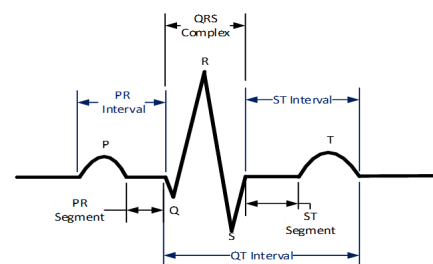 QRS
Complex
R
PR
Interval
ST Interval
P
T
PR
Segment
Q
S
ST
Segment
QT Interval